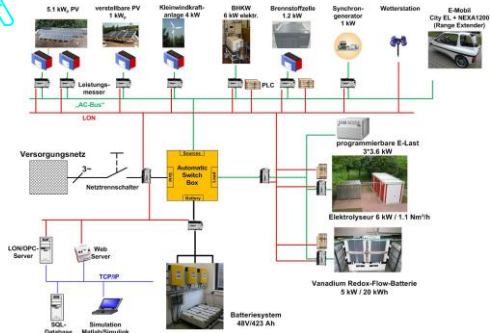 5.1 kWp PV
verstellbare PV
1 kWp
Kleinwindkraft-
anlage 4 kW
BHKW
6 kW elektr.
Brennstoffzelle
1.2 kW
Synchron-
generator
1 kW
Wetterstation
E-Mobil
City EL + NEXA1200
(Range Extender)
Leistungs-
messer
PLC
„AC-Bus"
LON
Sources
Automatic
Switch
Box
Battery
Versorgungsnetz
3~
Netztrennschalter
programmierbare E-Last
3*3.6 kW
Elektrolyseur 6 kW / 1.1 Nm³/h
Vanadium Redox-Flow-Batterie
5 kW / 20 kWh
LON/OPC-
Server
Web
Server
TCP/IP
SQL-
Database
Simulation
Matlab/Simulink
Batteriesystem
48V/423 Ah